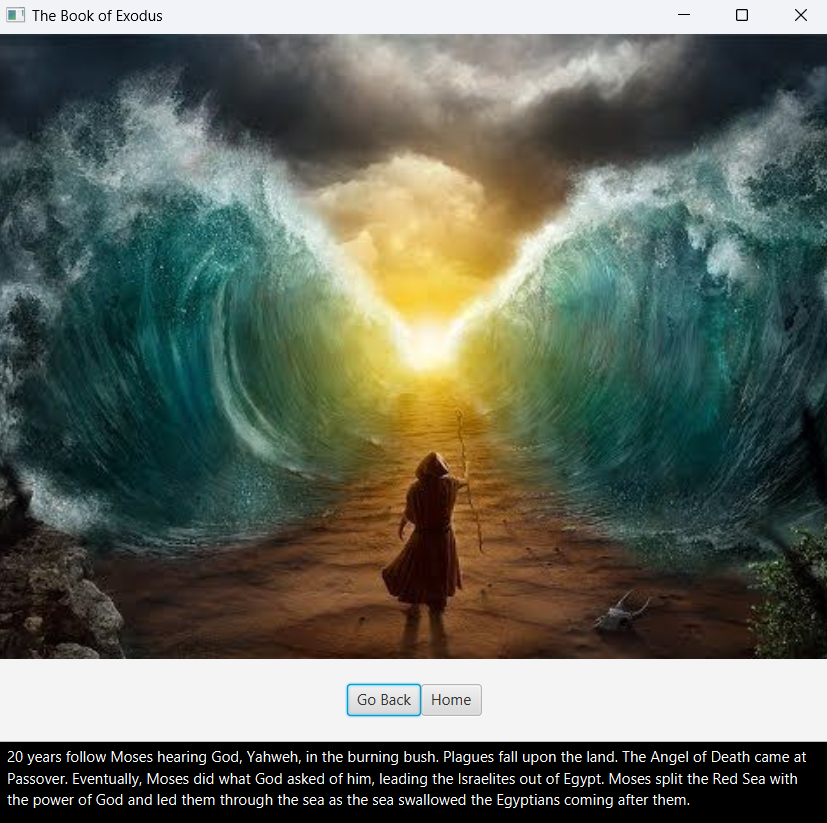 The Book of Exodus
Go Back Home
20 years follow Moses hearing God, Yahweh, in the burning bush. Plagues fall upon the land. The Angel of Death came at
Passover. Eventually, Moses did what God asked of him, leading the Israelites out of Egypt. Moses split the Red Sea with
the power of God and led them through the sea as the sea swallowed the Egyptians coming after them.